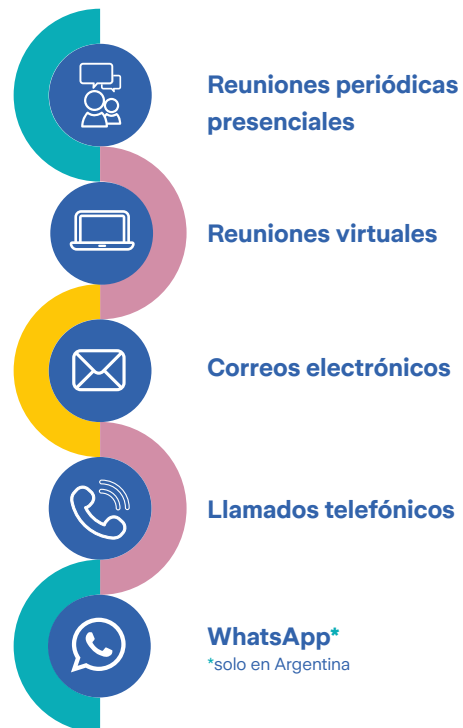 Reuniones periódicas
presenciales
Reuniones virtuales
Correos electrónicos
Llamados telefónicos
WhatsApp*
*solo en Argentina